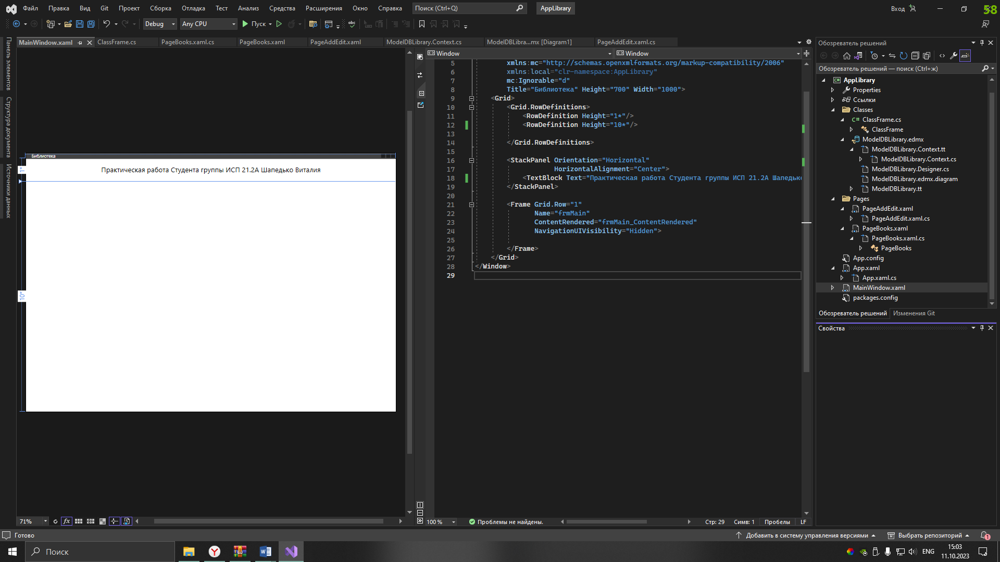 Файл Правка Вид Git Проект Сборка Отладка Тест Анализ Средства Расширения Окно Справка Поиск (Ctrl+Q) AppLibrary Вход 58
Debug Any CPU Пуск abc
MainWindow.xaml ClassFrame.cs PageBooks.xaml.cs PageBooks.xaml PageAddEdit.xaml ModelDBLibrary.Context.cs ModelDBLibra...mx [Diagram1] PageAddEdit.xaml.cs
Панель элементов
Структура документа
Источники данных
Библиотека
1*
Практическая работа Студента группы ИСП 21.2А Шапедько Виталия
10*
71% fx
Window Window
5 xmlns:mc="http://schemas.openxmlformats.org/markup-compatibility/2006"
6 xmlns:local="clr-namespace:AppLibrary"
7 mc:Ignorable="d"
8 Title="Библиотека" Height="700" Width="1000">
9 <Grid>
10 <Grid.RowDefinitions>
11 <RowDefinition Height="1*"/>
12 <RowDefinition Height="10*"/>
13
14 </Grid.RowDefinitions>
15
16 <StackPanel Orientation="Horizontal"
17 HorizontalAlignment="Center">
18 <TextBlock Text="Практическая работа Студента группы ИСП 21.2А Шапедько
19 </StackPanel>
20
21 <Frame Grid.Row="1"
22 Name="frmMain"
23 ContentRendered="frmMain_ContentRendered"
24 NavigationUIVisibility="Hidden">
25
26 </Frame>
27 </Grid>
28 </Window>
29
100 % Проблемы не найдены. Стр: 29 Симв: 1 Пробелы LF
Обозреватель решений
Обозреватель решений — поиск (Ctrl+ж)
AppLibrary
Properties
Ссылки
Classes
ClassFrame.cs
ClassFrame
ModelDBLibrary.edmx
ModelDBLibrary.Context.tt
ModelDBLibrary.Context.cs
ModelDBLibrary.Designer.cs
ModelDBLibrary.edmx.diagram
ModelDBLibrary.tt
Pages
PageAddEdit.xaml
PageAddEdit.xaml.cs
PageBooks.xaml
PageBooks.xaml.cs
PageBooks
App.config
App.xaml
App.xaml.cs
MainWindow.xaml
packages.config
Обозреватель решений Изменения Git
Свойства
Готово Добавить в систему управления версиями Выбрать репозиторий 1
Поиск ENG 15:03
11.10.2023